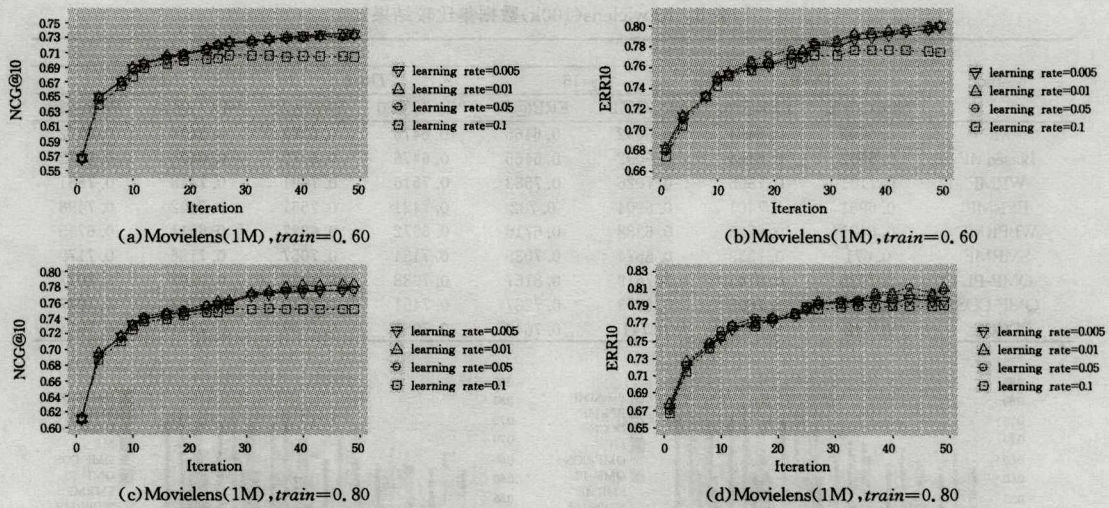 NCG@10
0.75
0.73
0.71
0.69
0.67
0.65
0.63
0.61
0.59
0.57
0.55
0 10 20 30 40 50
Iteration
learning rate=0.005
learning rate=0.01
learning rate=0.05
learning rate=0.1
(a)Movielens(1M),train=0.60
ERR10
0.80
0.78
0.76
0.74
0.72
0.70
0.68
0.66
0 10 20 30 40 50
Iteration
learning rate=0.005
learning rate=0.01
learning rate=0.05
learning rate=0.1
(b)Movielens(1M),train=0.60
NCG@10
0.80
0.78
0.76
0.74
0.72
0.70
0.68
0.66
0.64
0.62
0.60
0 10 20 30 40 50
Iteration
learning rate=0.005
learning rate=0.01
learning rate=0.05
learning rate=0.1
(c)Movielens(1M),train=0.80
ERR10
0.83
0.81
0.79
0.77
0.75
0.73
0.71
0.69
0.67
0.65
0 10 20 30 40 50
Iteration
learning rate=0.005
learning rate=0.01
learning rate=0.05
learning rate=0.1
(d)Movielens(1M),train=0.80